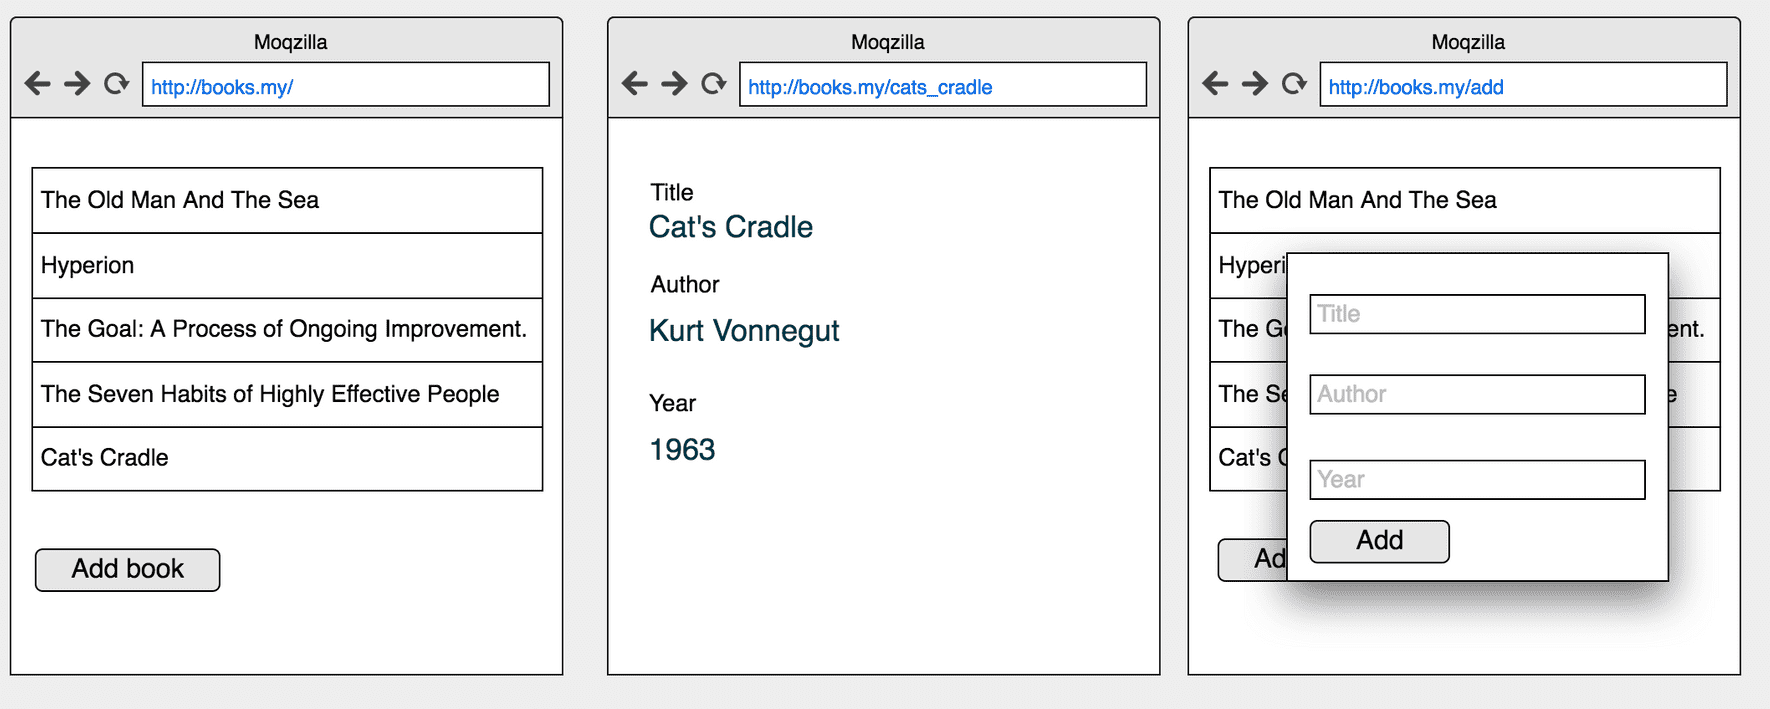 Moqzilla
http://books.my/
The Old Man And The Sea
Hyperion
The Goal: A Process of Ongoing Improvement.
The Seven Habits of Highly Effective People
Cat's Cradle
Add book
Moqzilla
http://books.my/cats_cradle
Title
Cat's Cradle
Author
Kurt Vonnegut
Year
1963
Moqzilla
http://books.my/add
The Old Man And The Sea
Hyperi
The G ent.
The Se e
Cat's
Ad
Title
Author
Year
Add